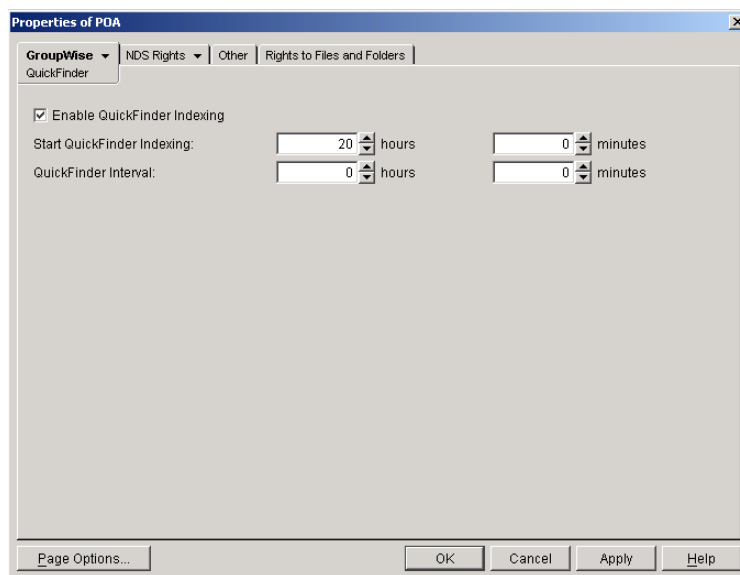 Properties of POA
GroupWise NDS Rights Other Rights to Files and Folders
QuickFinder
Enable QuickFinder Indexing
Start QuickFinder Indexing: 20 hours 0 minutes
QuickFinder Interval: 0 hours 0 minutes
Page Options... OK Cancel Apply Help